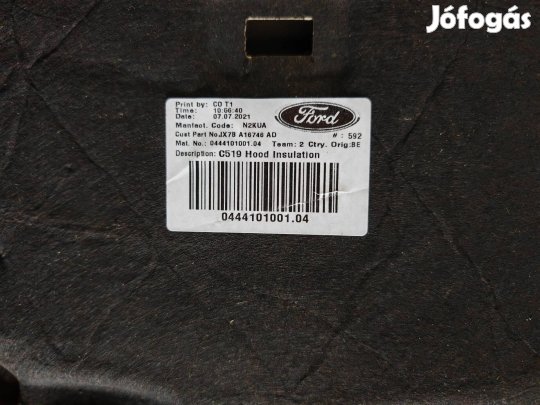 Jófogás
Print by: CO T1
Time: 10:56:40
Date: 07.07.2021
Manfact. Code: N2KUA
Ford
Cust Part No JX7B A16746 AD #: 592
Mat. No.: 0444101001.04 Team: 2 Ctry. Orig:BE
Description: C519 Hood Insulation
0444101001.04